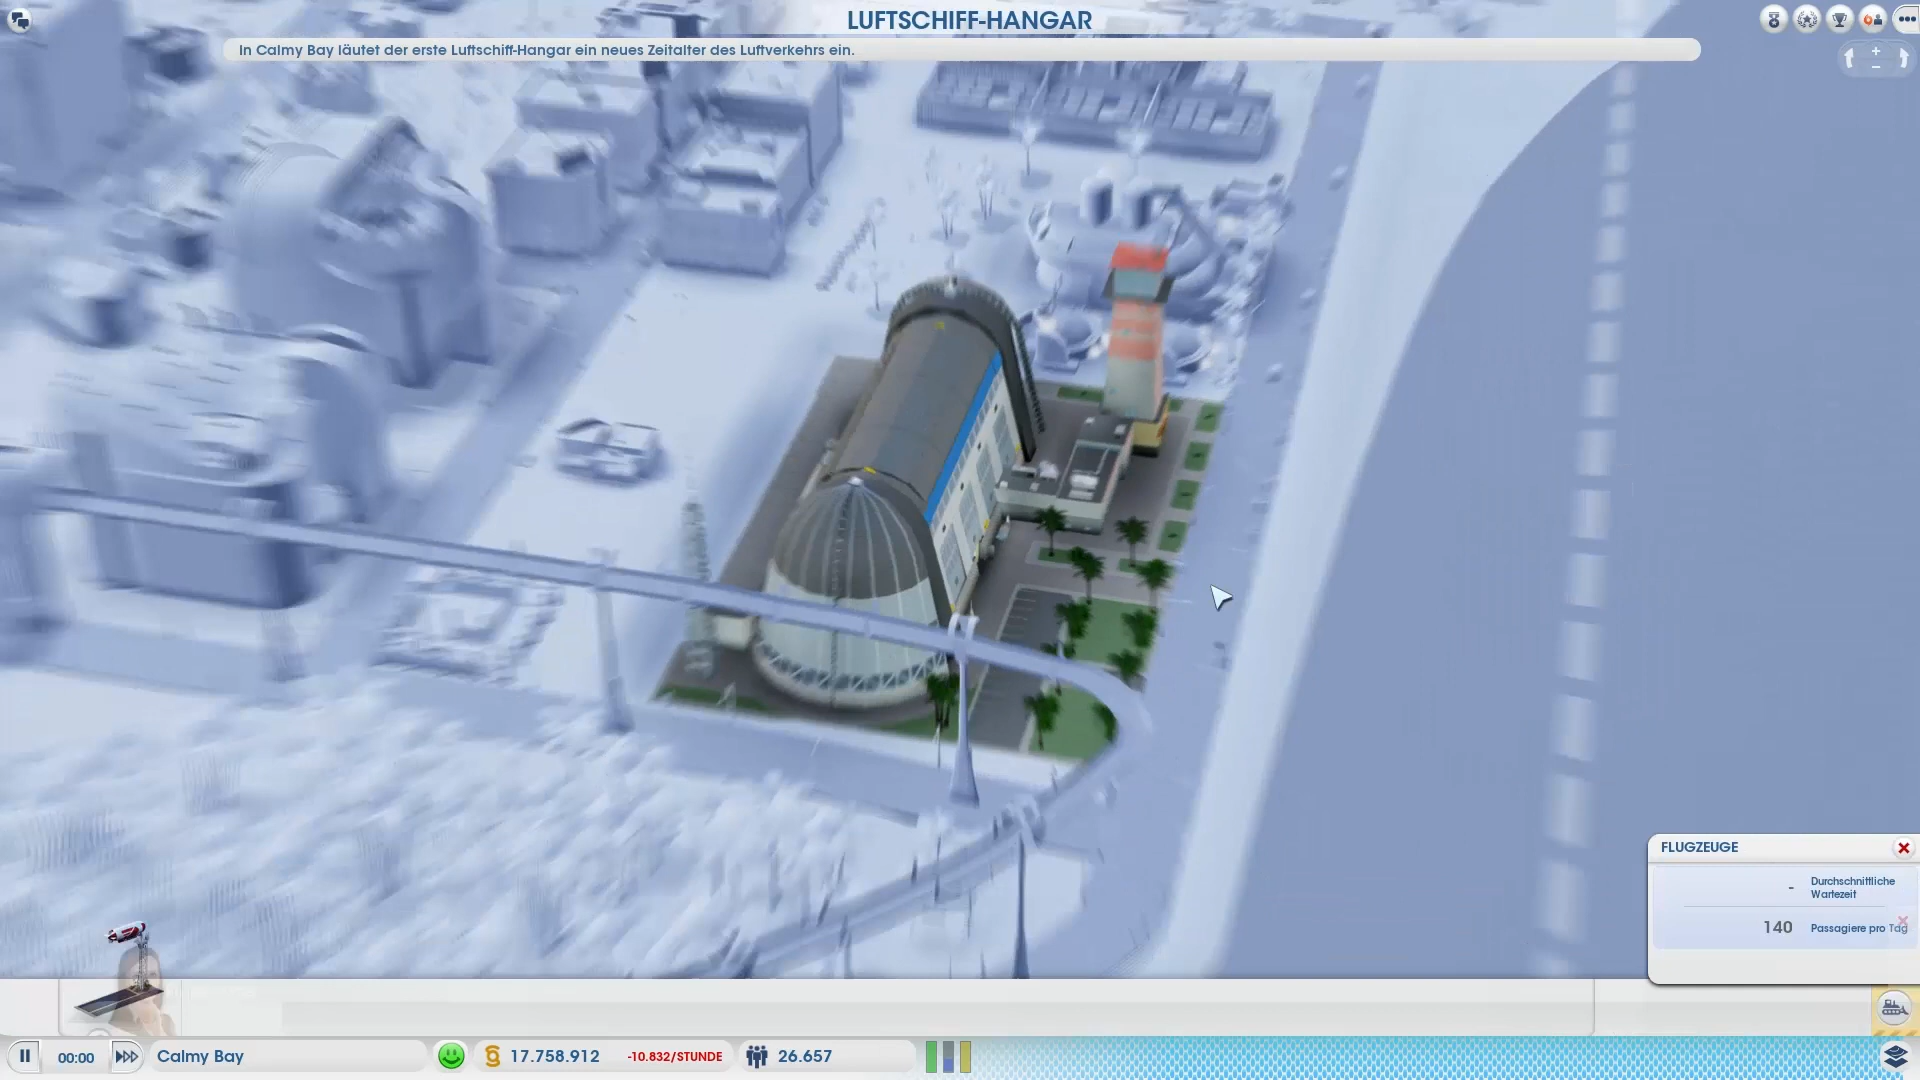 LUFTSCHIFF-HANGAR
In Calmy Bay läutet der erste Luftschiff-Hangar ein neues Zeitalter des Luftverkehrs ein.
FLUGZEUGE
- Durchschnittliche
Wartezeit
140 Passagiere pro Tag
00:00 Calmy Bay 17.758.912 -10.832/STUNDE 26.657